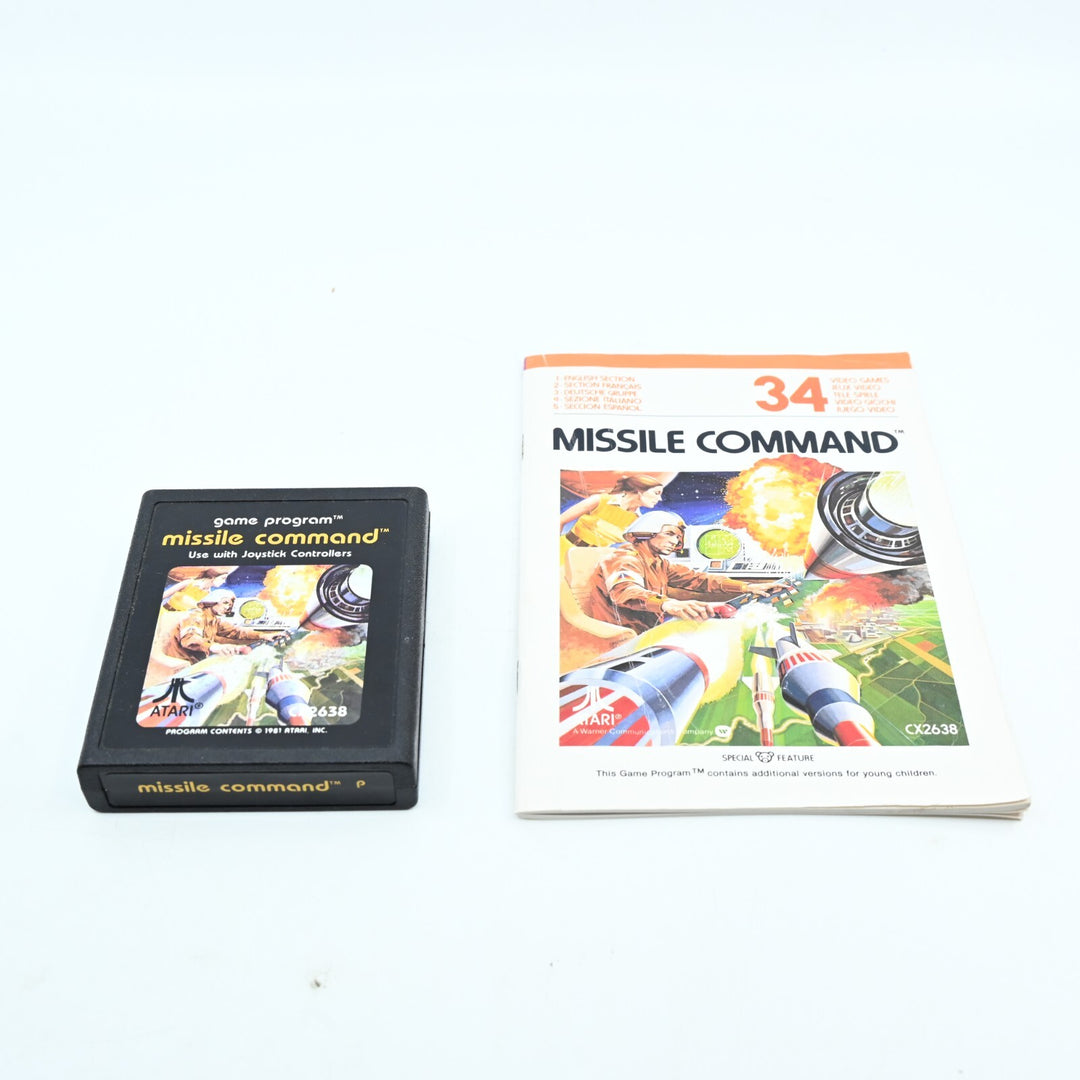 game program™
missile command™
Use with Joystick Controllers
ATARI®
CX2638
PROGRAM CONTENTS © 1981 ATARI, INC.
missile command™ P
1- ENGLISH SECTION
2- SECTION FRANÇAIS
3- DEUTSCHE GRUPPE
4- SEZIONE ITALIANO
5- SECCION ESPAÑOL
34
VIDEO GAMES
JEUX VIDEO
TELE SPIELE
VIDEO GIOCHI
JUEGO VIDEO
MISSILE COMMAND™
ATARI®
A Warner Communications Company
CX2638
SPECIAL FEATURE
This Game Program™ contains additional versions for young children.